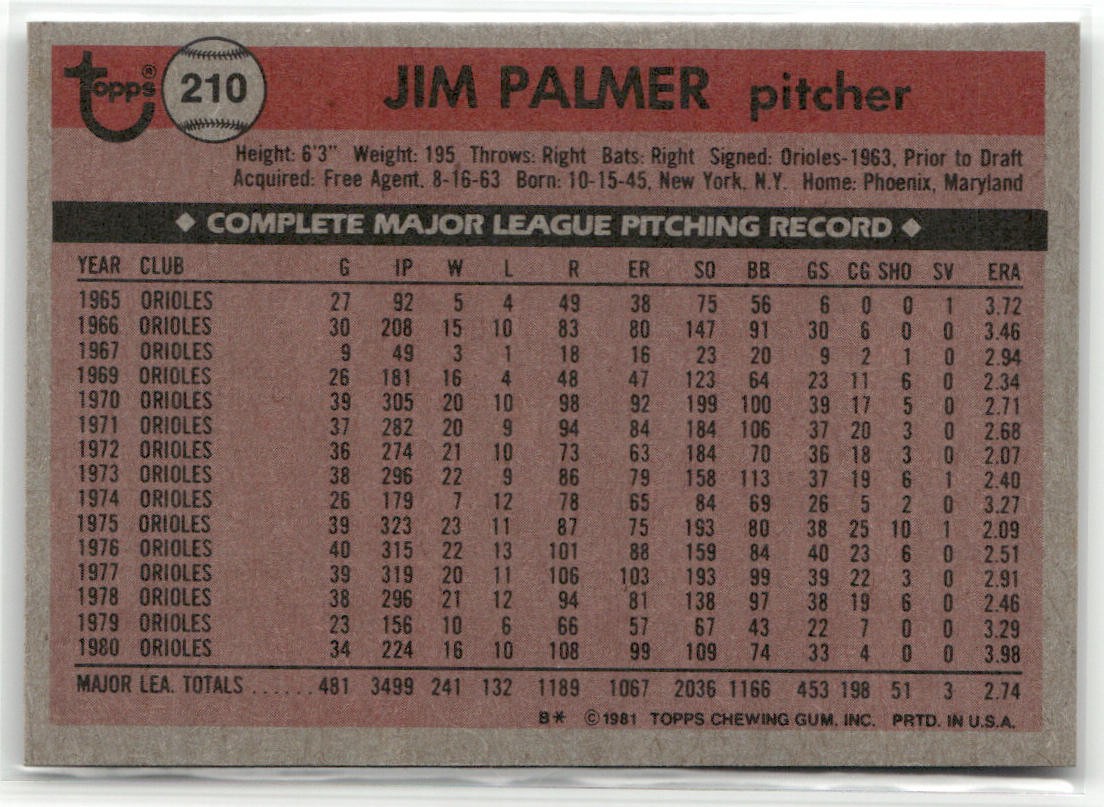 topps® 210 JIM PALMER pitcher
Height: 6'3" Weight: 195 Throws: Right Bats: Right Signed: Orioles-1963, Prior to Draft
Acquired: Free Agent, 8-16-63 Born: 10-15-45, New York, N.Y. Home: Phoenix, Maryland
◆ COMPLETE MAJOR LEAGUE PITCHING RECORD ◆
YEAR CLUB G IP W L R ER SO BB GS CG SHO SV ERA
1965 ORIOLES 27 92 5 4 49 38 75 56 6 0 0 1 3.72
1966 ORIOLES 30 208 15 10 83 80 147 91 30 6 0 0 3.46
1967 ORIOLES 9 49 3 1 18 16 23 20 9 2 1 0 2.94
1969 ORIOLES 26 181 16 4 48 47 123 64 23 11 6 0 2.34
1970 ORIOLES 39 305 20 10 98 92 199 100 39 17 5 0 2.71
1971 ORIOLES 37 282 20 9 94 84 184 106 37 20 3 0 2.68
1972 ORIOLES 36 274 21 10 73 63 184 70 36 18 3 0 2.07
1973 ORIOLES 38 296 22 9 86 79 158 113 37 19 6 1 2.40
1974 ORIOLES 26 179 7 12 78 65 84 69 26 5 2 0 3.27
1975 ORIOLES 39 323 23 11 87 75 193 80 38 25 10 1 2.09
1976 ORIOLES 40 315 22 13 101 88 159 84 40 23 6 0 2.51
1977 ORIOLES 39 319 20 11 106 103 193 99 39 22 3 0 2.91
1978 ORIOLES 38 296 21 12 94 81 138 97 38 19 6 0 2.46
1979 ORIOLES 23 156 10 6 66 57 67 43 22 7 0 0 3.29
1980 ORIOLES 34 224 16 10 108 99 109 74 33 4 0 0 3.98
MAJOR LEA. TOTALS ...... 481 3499 241 132 1189 1067 2036 1166 453 198 51 3 2.74
B* ©1981 TOPPS CHEWING GUM, INC. PRTD. IN U.S.A.